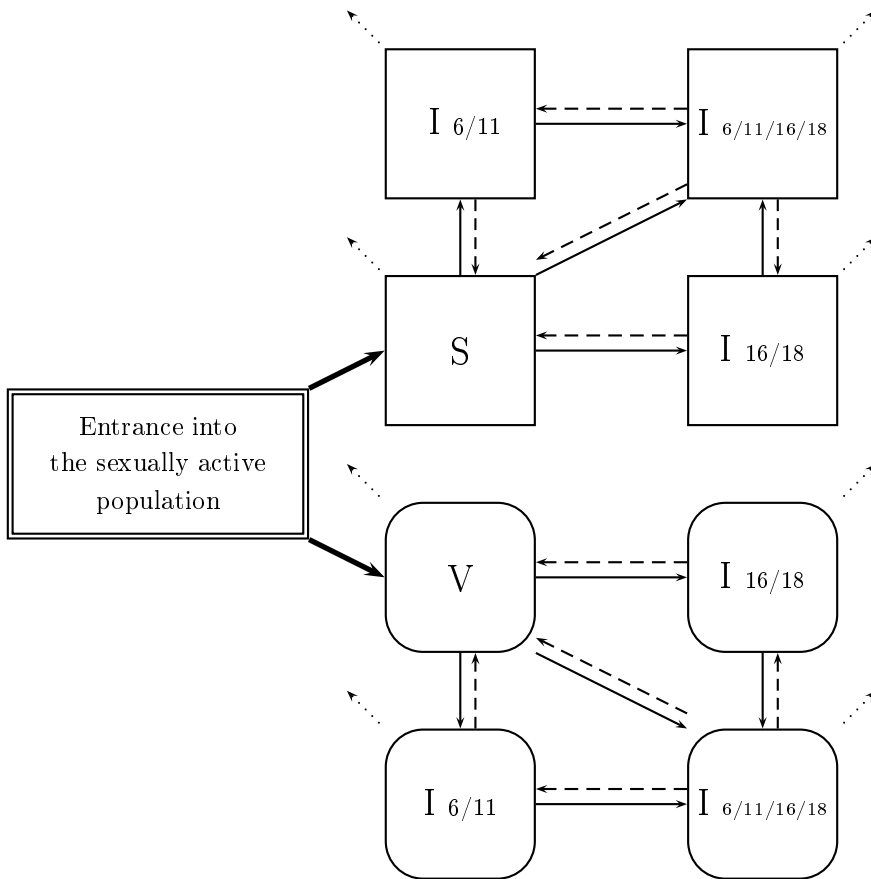 I 6/11
I 6/11/16/18
S
I 16/18
Entrance into
the sexually active
population
V
I 16/18
I 6/11
I 6/11/16/18